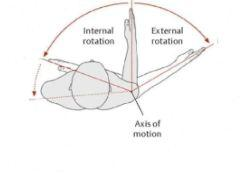 Internal
rotation
External
rotation
Axis of
motion